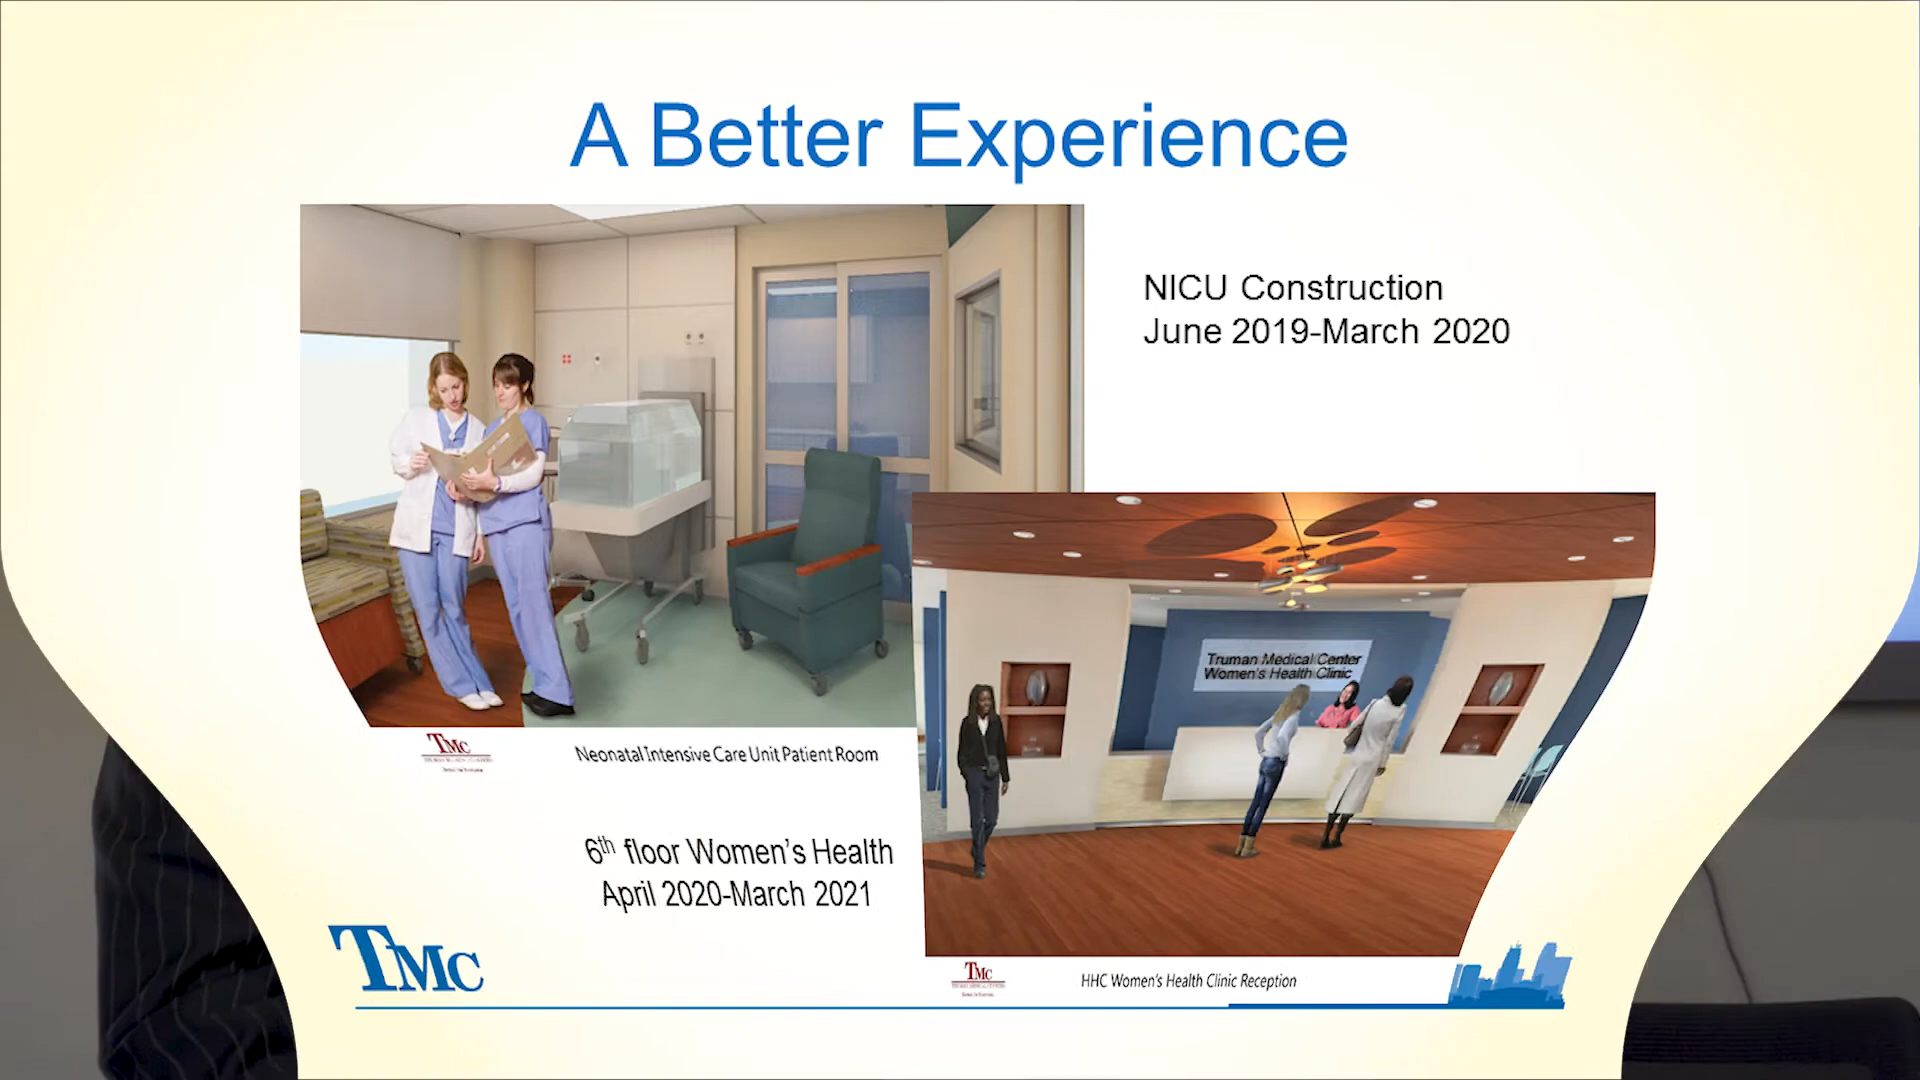 A Better Experience
NICU Construction
June 2019-March 2020
Truman Medical Center
Women's Health Clinic
TMC
Neonatal Intensive Care Unit Patient Room
6th floor Women's Health
April 2020-March 2021
TMC
TMC
HHC Women's Health Clinic Reception